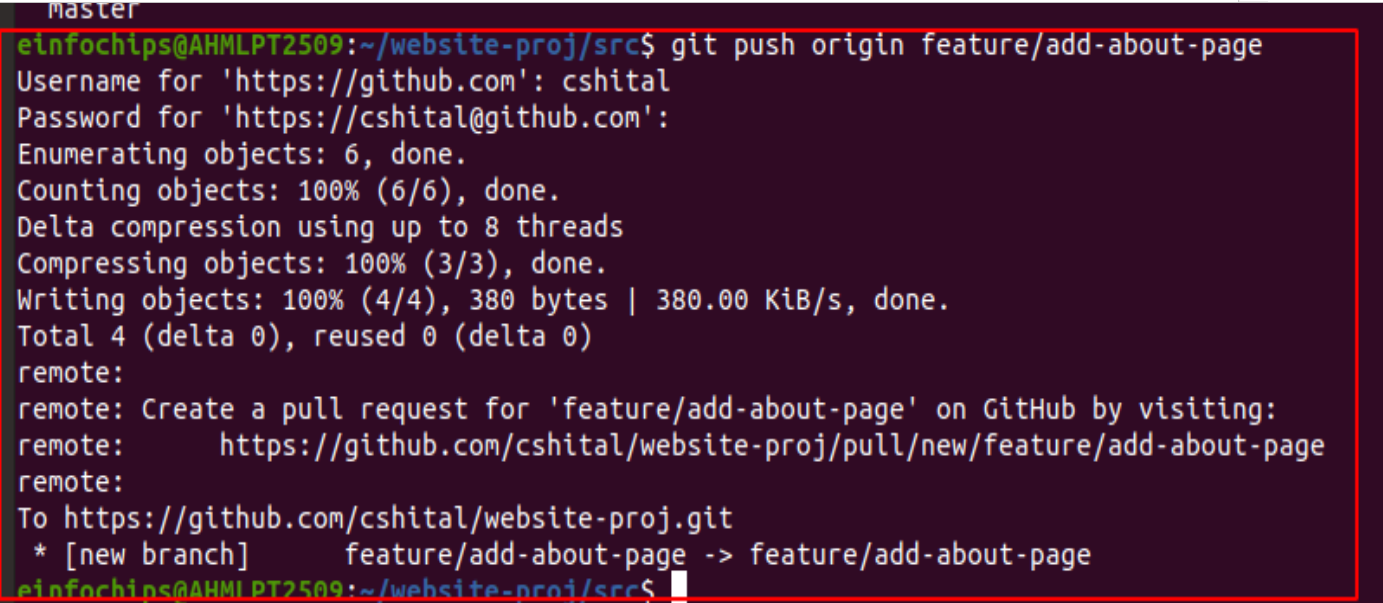 master
einfochips@AHMLPT2509:~/website-proj/src$ git push origin feature/add-about-page
Username for 'https://github.com': cshital
Password for 'https://cshital@github.com':
Enumerating objects: 6, done.
Counting objects: 100% (6/6), done.
Delta compression using up to 8 threads
Compressing objects: 100% (3/3), done.
Writing objects: 100% (4/4), 380 bytes | 380.00 KiB/s, done.
Total 4 (delta 0), reused 0 (delta 0)
remote:
remote: Create a pull request for 'feature/add-about-page' on GitHub by visiting:
remote:      https://github.com/cshital/website-proj/pull/new/feature/add-about-page
remote:
To https://github.com/cshital/website-proj.git
 * [new branch]      feature/add-about-page -> feature/add-about-page
einfochips@AHMLPT2509:~/website-proj/src$